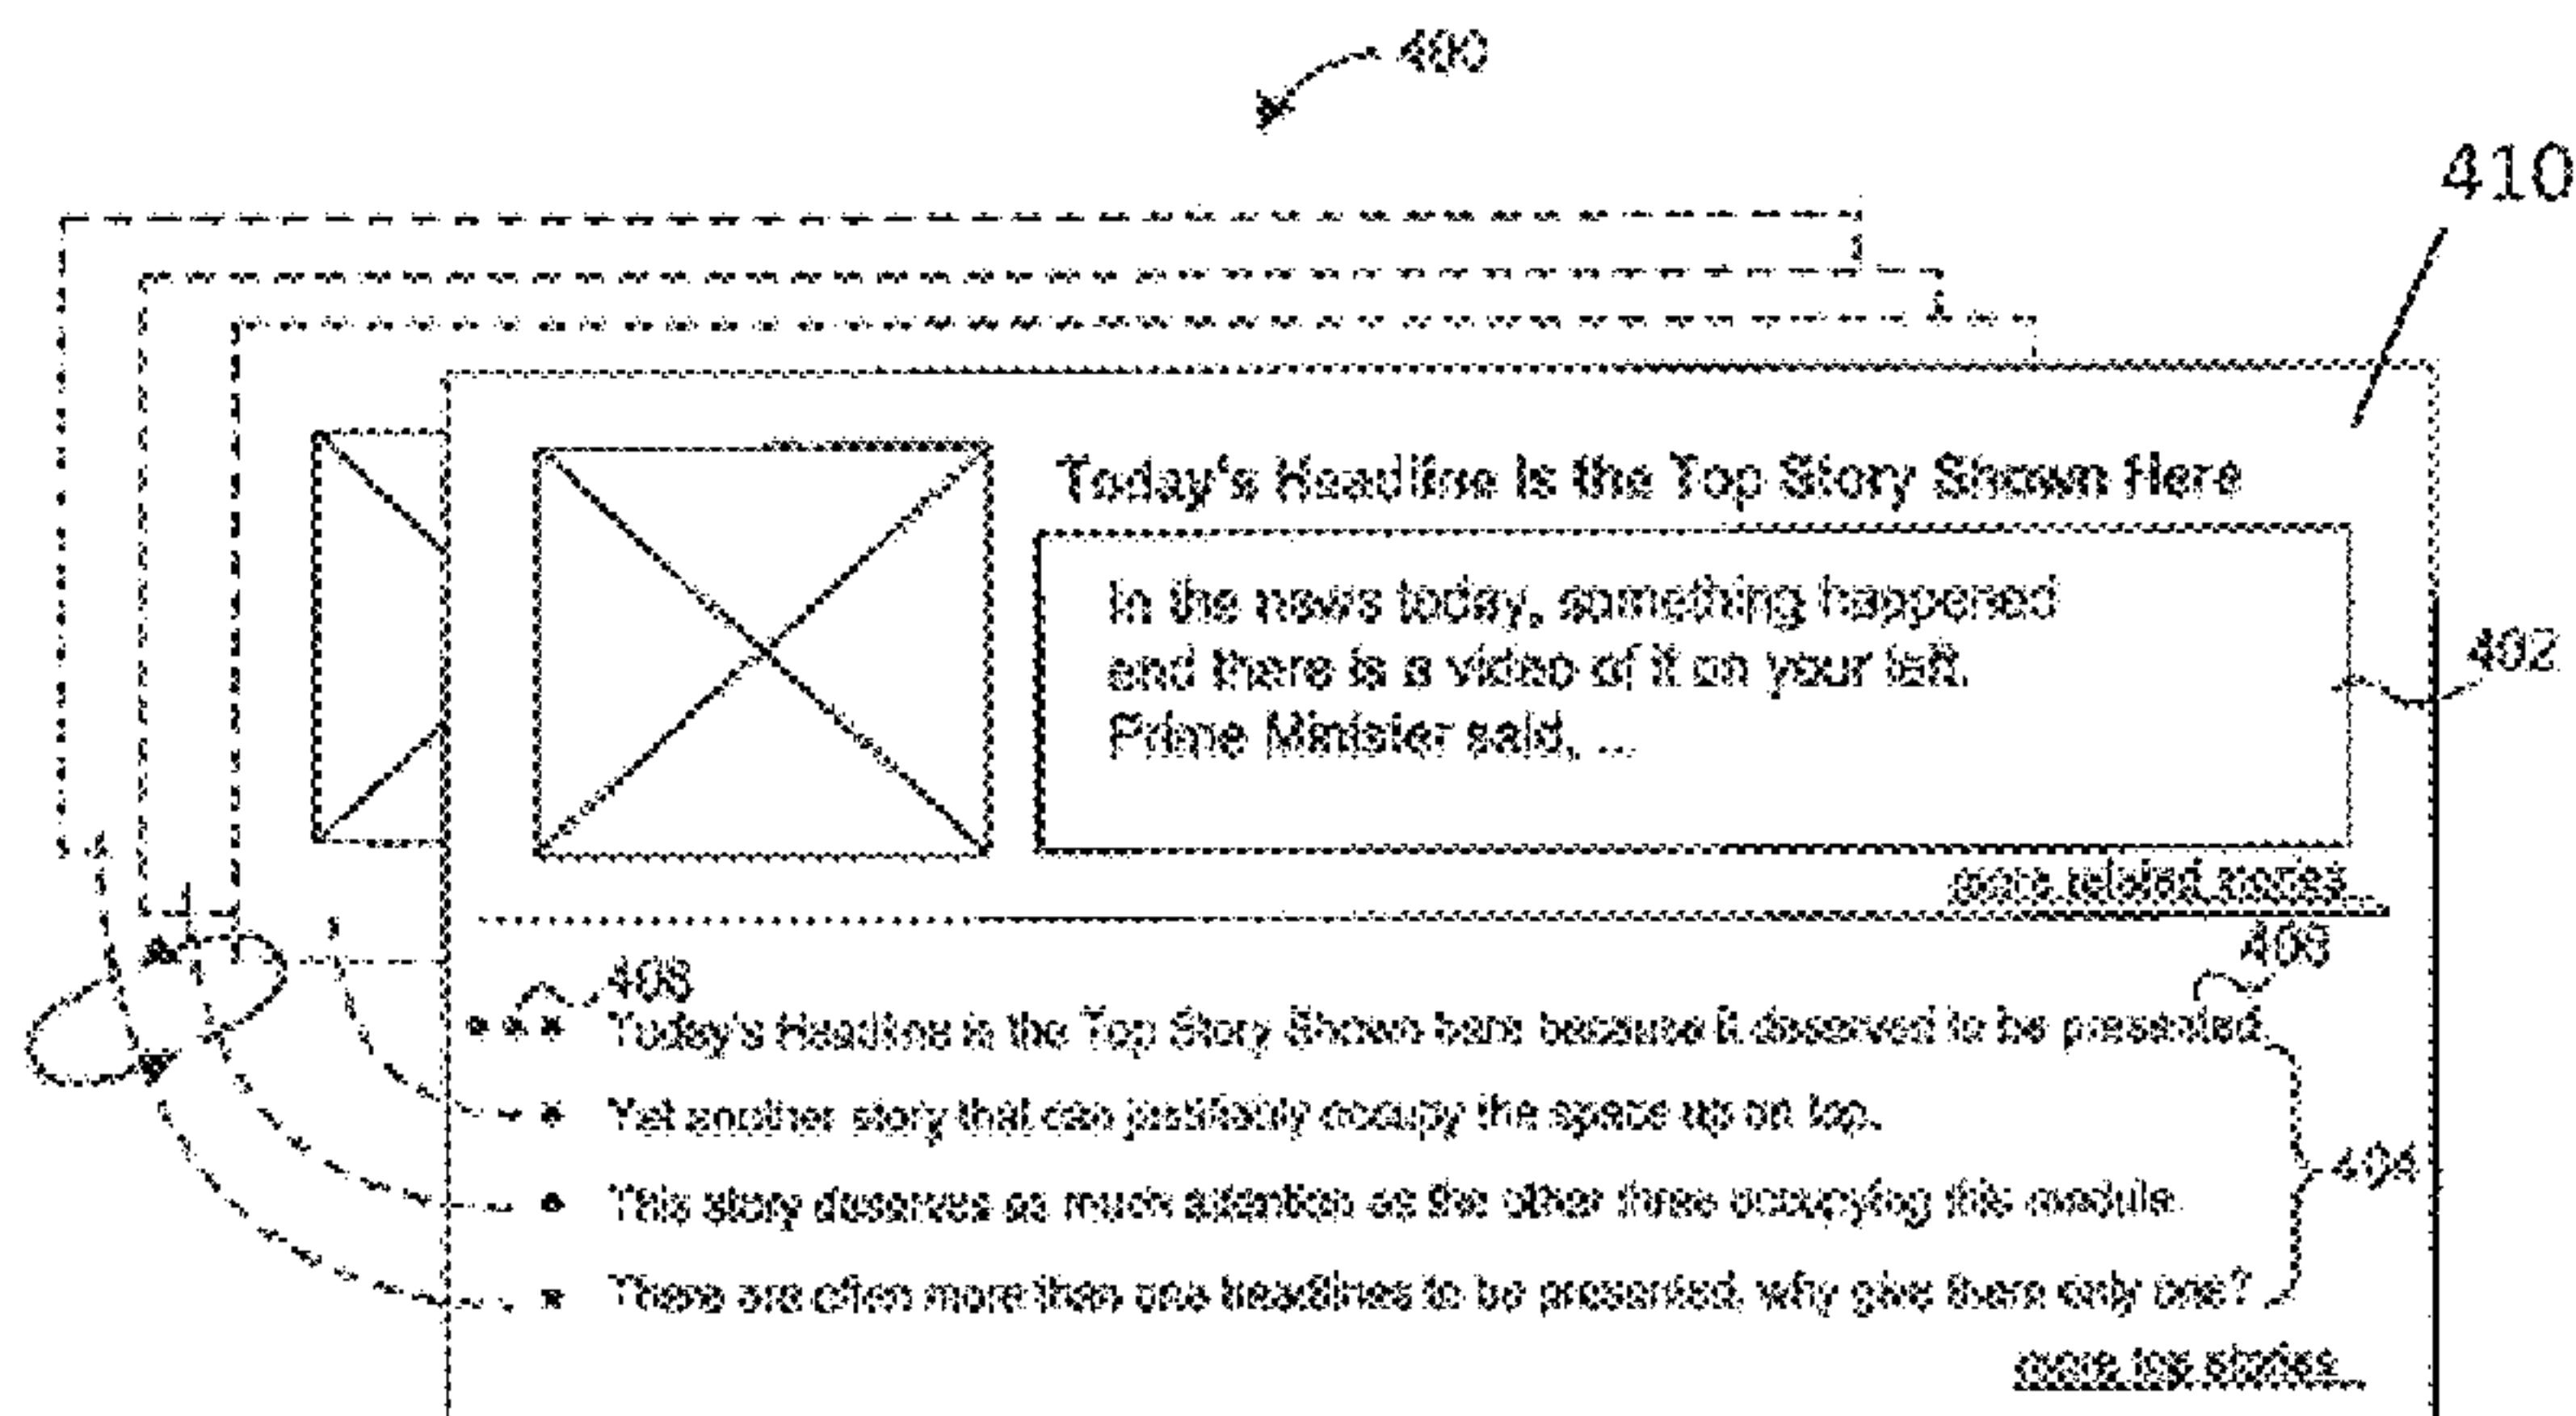 400
410
Today's Headline is the Top Story Shown Here
In the news today, something happened
and there is a video of it on your left.
Prime Minister said, ...
402
more related stories
Today's Headline is the Top Story Shown here because it deserved to be presented.
Yet another story that can justifiably occupy the space up on top.
This story deserves as much attention as the other three occupying this module.
404
There are often more than one headlines to be presented, why give them only one?
more top stories